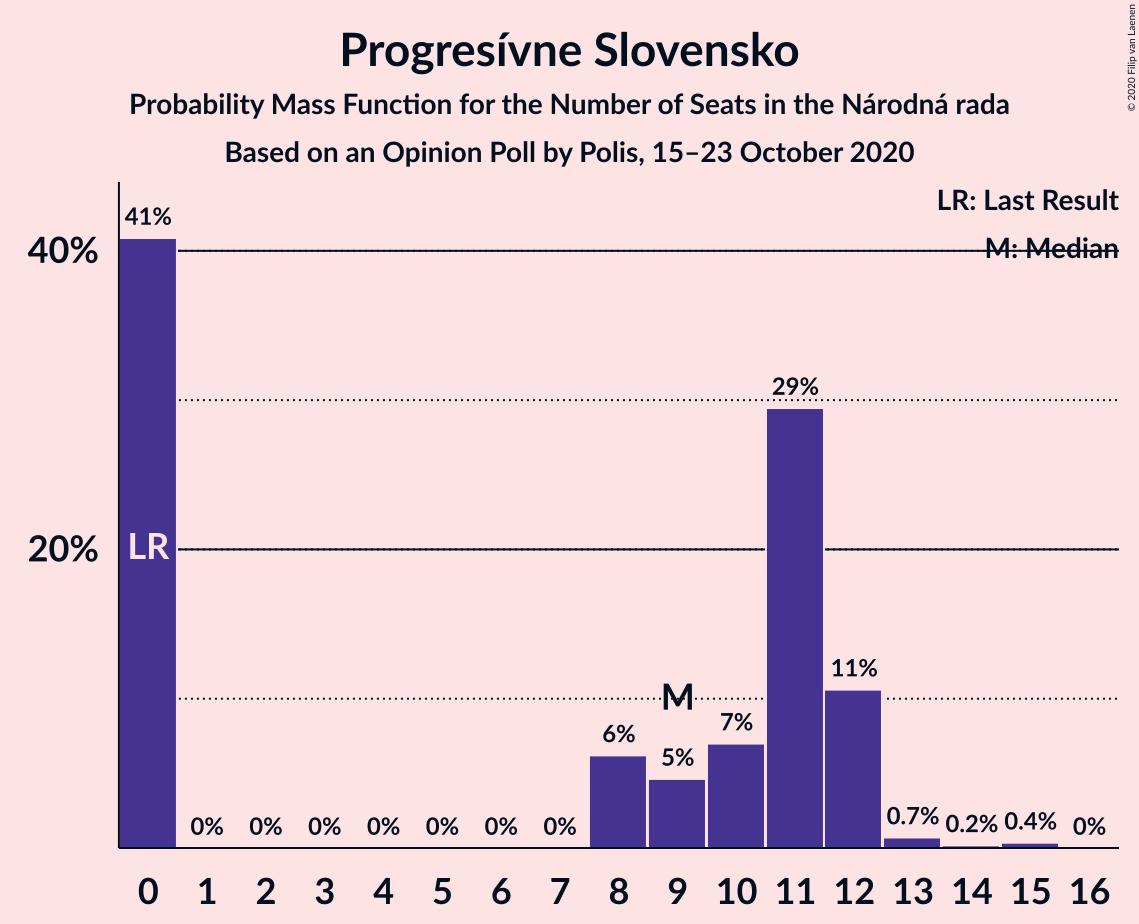 Progresívne Slovensko
Probability Mass Function for the Number of Seats in the Národná rada
Based on an Opinion Poll by Polis, 15–23 October 2020
© 2020 Filip van Laenen
LR: Last Result
M: Median
41%
40%
29%
20%
LR
11%
M
7%
6%
5%
0% 0% 0% 0% 0% 0% 0% 0.7% 0.2% 0.4% 0%
0 1 2 3 4 5 6 7 8 9 10 11 12 13 14 15 16